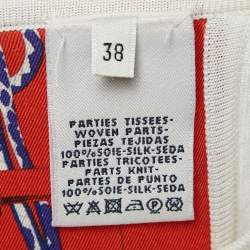 38
PARTIES TISSEES-
WOVEN PARTS-
PIEZAS TEJIDAS
100%SOIE-SILK-SEDA
PARTIES TRICOTEES-
PARTS KNIT-
PARTES DE PUNTO
100%SOIE-SILK-SEDA